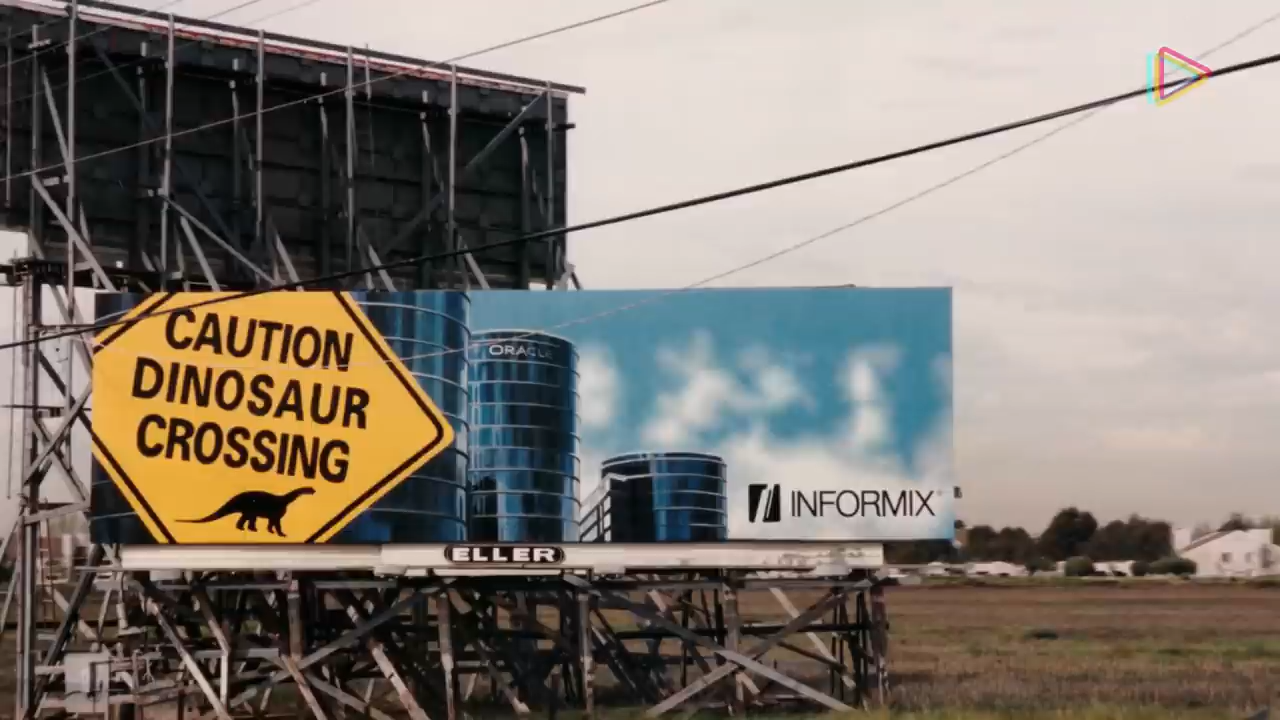 CAUTION
DINOSAUR
CROSSING
ORACLE
INFORMIX
ELLER